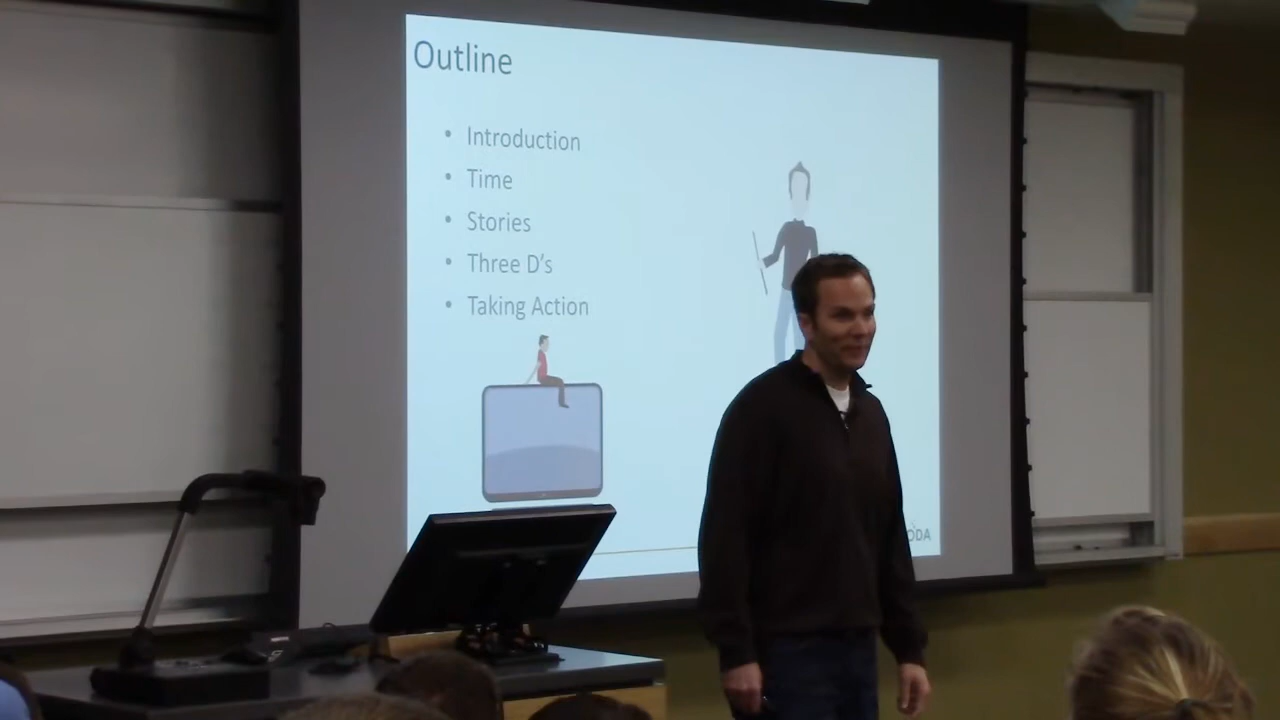 Outline
• Introduction
• Time
• Stories
• Three D's
• Taking Action